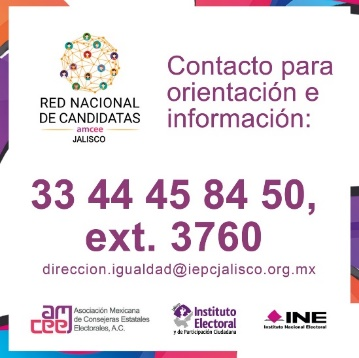 RED NACIONAL
DE CANDIDATAS
amcee
JALISCO
Contacto para
orientación e
información:
33 44 45 84 50,
ext. 3760
direccion.igualdad@iepcjalisco.org.mx
am
cee
Asociación Mexicana
de Consejeras Estatales
Electorales, A.C.
Instituto
Electoral
y de Participación Ciudadana
INE
Instituto Nacional Electoral